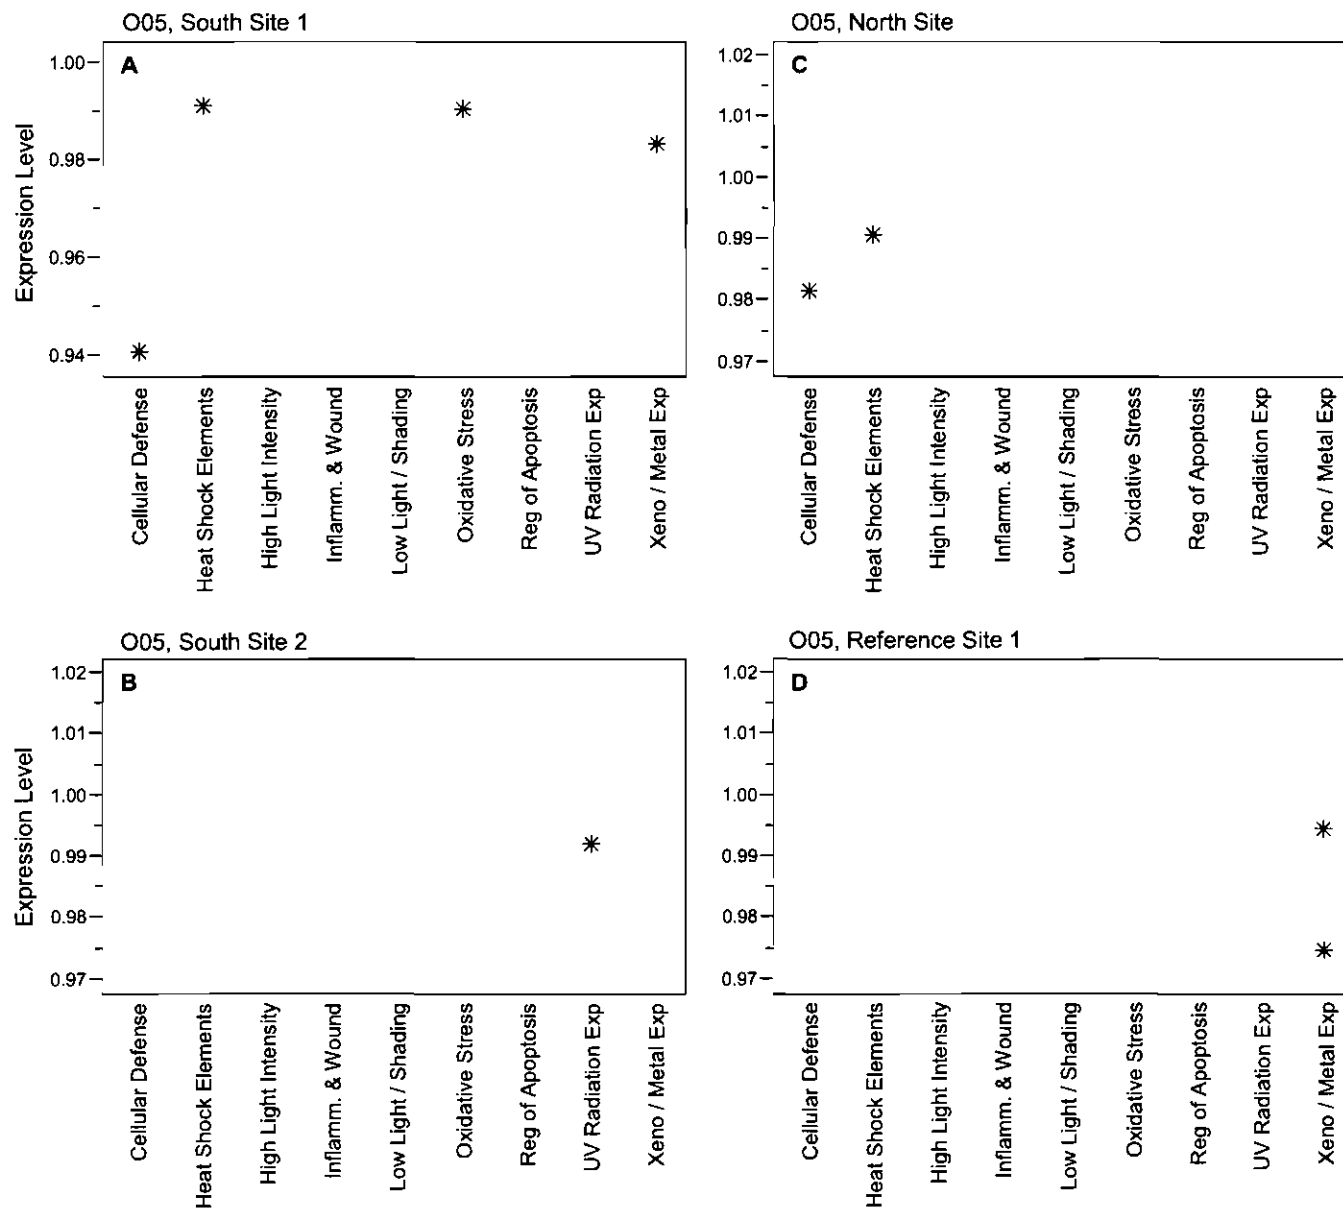 O05, South Site 1
A
Expression Level
1.00
0.98
0.96
0.94
Cellular Defense
Heat Shock Elements
High Light Intensity
Inflamm. & Wound
Low Light / Shading
Oxidative Stress
Reg of Apoptosis
UV Radiation Exp
Xeno / Metal Exp
O05, North Site
C
1.02
1.01
1.00
0.99
0.98
0.97
Cellular Defense
Heat Shock Elements
High Light Intensity
Inflamm. & Wound
Low Light / Shading
Oxidative Stress
Reg of Apoptosis
UV Radiation Exp
Xeno / Metal Exp
O05, South Site 2
B
Expression Level
1.02
1.01
1.00
0.99
0.98
0.97
Cellular Defense
Heat Shock Elements
High Light Intensity
Inflamm. & Wound
Low Light / Shading
Oxidative Stress
Reg of Apoptosis
UV Radiation Exp
Xeno / Metal Exp
O05, Reference Site 1
D
1.02
1.01
1.00
0.99
0.98
0.97
Cellular Defense
Heat Shock Elements
High Light Intensity
Inflamm. & Wound
Low Light / Shading
Oxidative Stress
Reg of Apoptosis
UV Radiation Exp
Xeno / Metal Exp